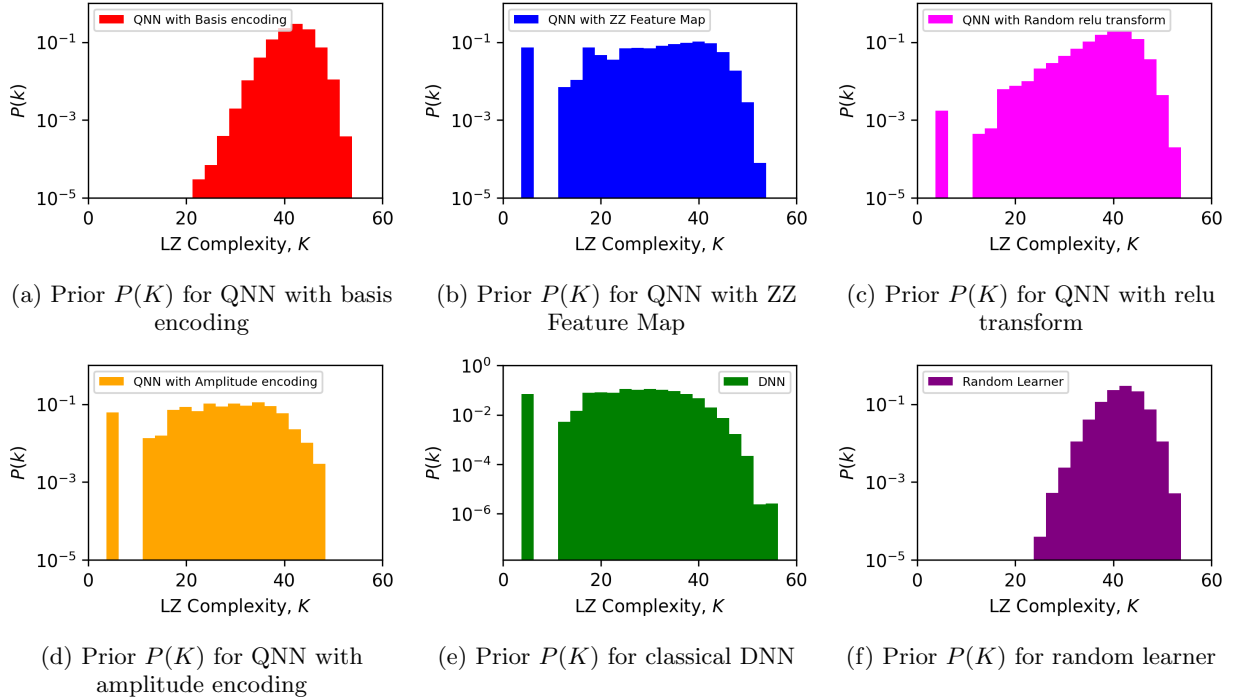 QNN with Basis encoding
10^{-1}
10^{-3}
10^{-5}
P(k)
0 20 40 60
LZ Complexity, K
(a) Prior P(K) for QNN with basis
encoding
QNN with ZZ Feature Map
10^{-1}
10^{-3}
10^{-5}
P(k)
0 20 40 60
LZ Complexity, K
(b) Prior P(K) for QNN with ZZ
Feature Map
QNN with Random relu transform
10^{-1}
10^{-3}
10^{-5}
P(k)
0 20 40 60
LZ Complexity, K
(c) Prior P(K) for QNN with relu
transform
QNN with Amplitude encoding
10^{-1}
10^{-3}
10^{-5}
P(k)
0 20 40 60
LZ Complexity, K
(d) Prior P(K) for QNN with
amplitude encoding
DNN
10^{0}
10^{-2}
10^{-4}
10^{-6}
P(k)
0 20 40 60
LZ Complexity, K
(e) Prior P(K) for classical DNN
Random Learner
10^{-1}
10^{-3}
10^{-5}
P(k)
0 20 40 60
LZ Complexity, K
(f) Prior P(K) for random learner